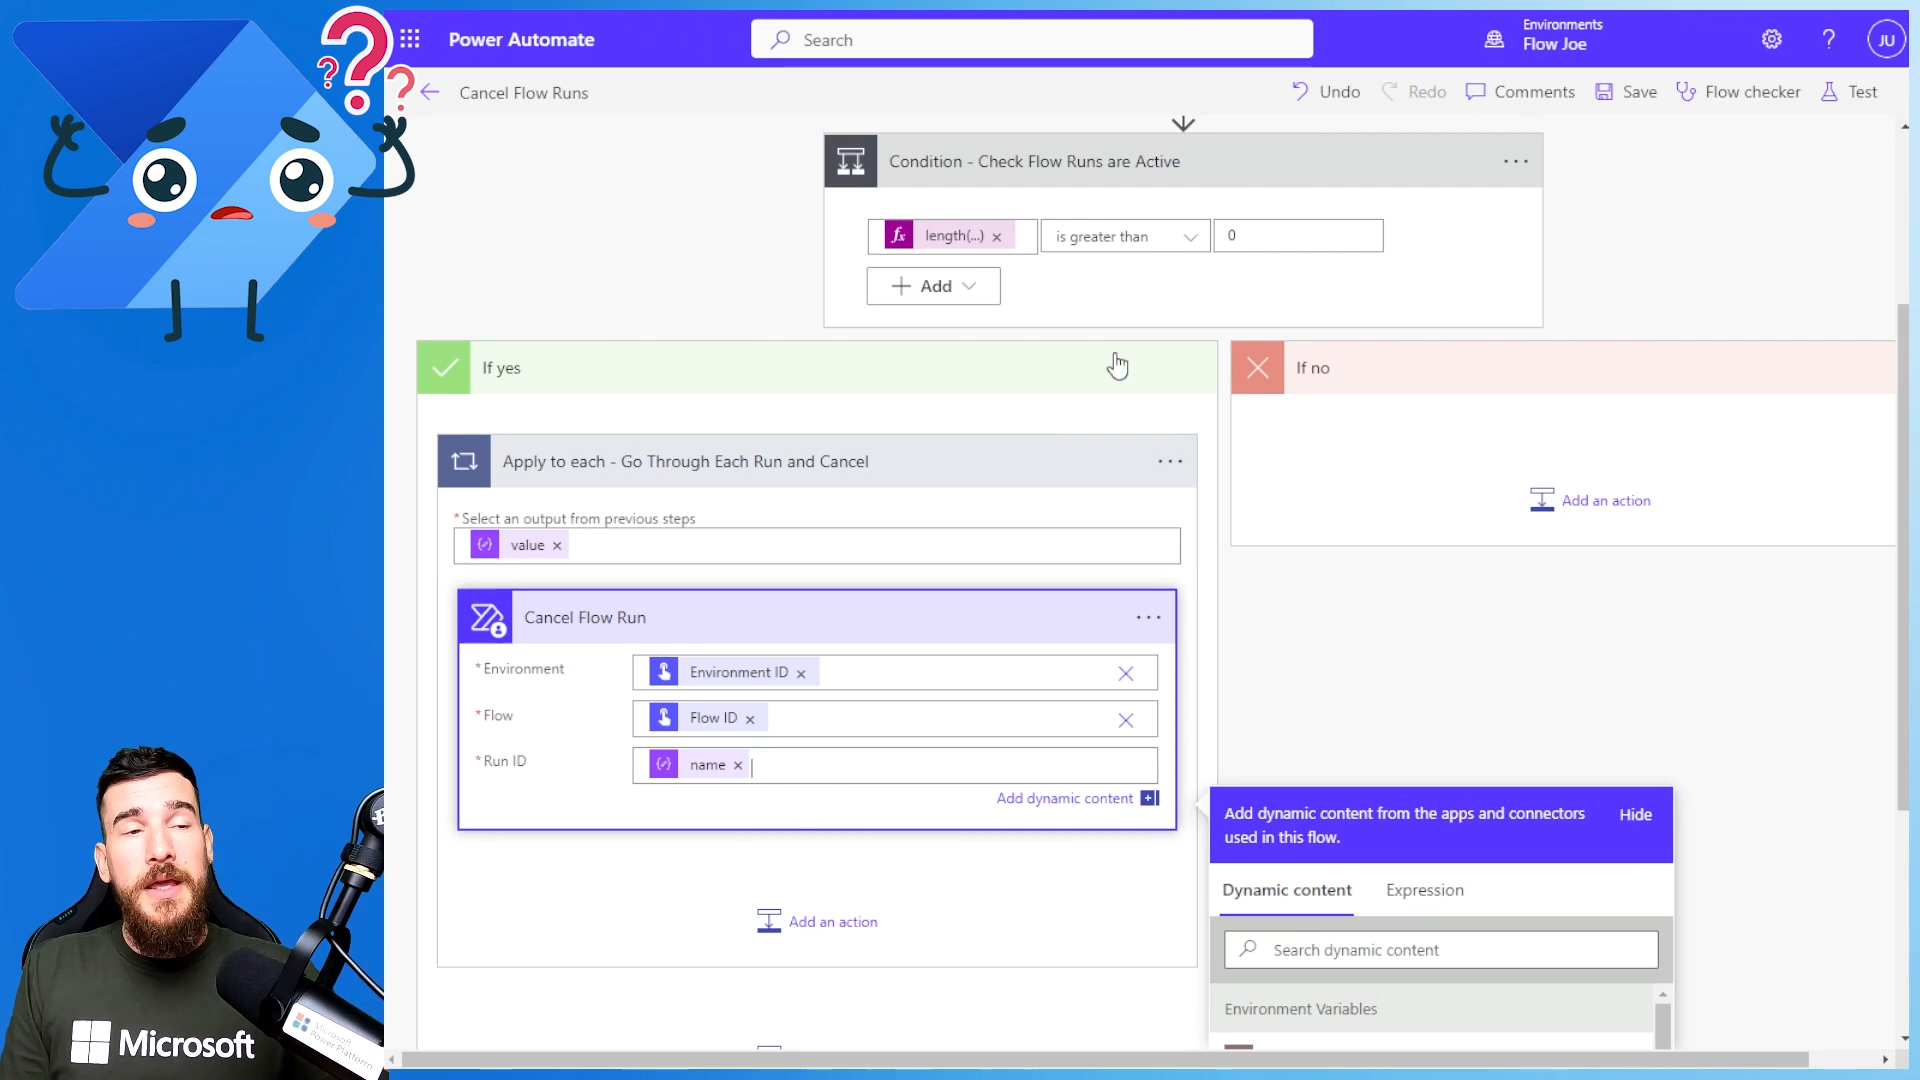 Power Automate
Search
Environments
Flow Joe
JU
Cancel Flow Runs
Undo
Redo
Comments
Save
Flow checker
Test
Condition - Check Flow Runs are Active
fx length(...) ×
is greater than
0
+ Add
If yes
If no
Apply to each - Go Through Each Run and Cancel
Add an action
* Select an output from previous steps
value ×
Cancel Flow Run
* Environment
Environment ID ×
* Flow
Flow ID ×
* Run ID
name ×
Add dynamic content
Add dynamic content from the apps and connectors
used in this flow.
Hide
Dynamic content
Expression
Add an action
Search dynamic content
Environment Variables
Microsoft
Microsoft
Power Platform